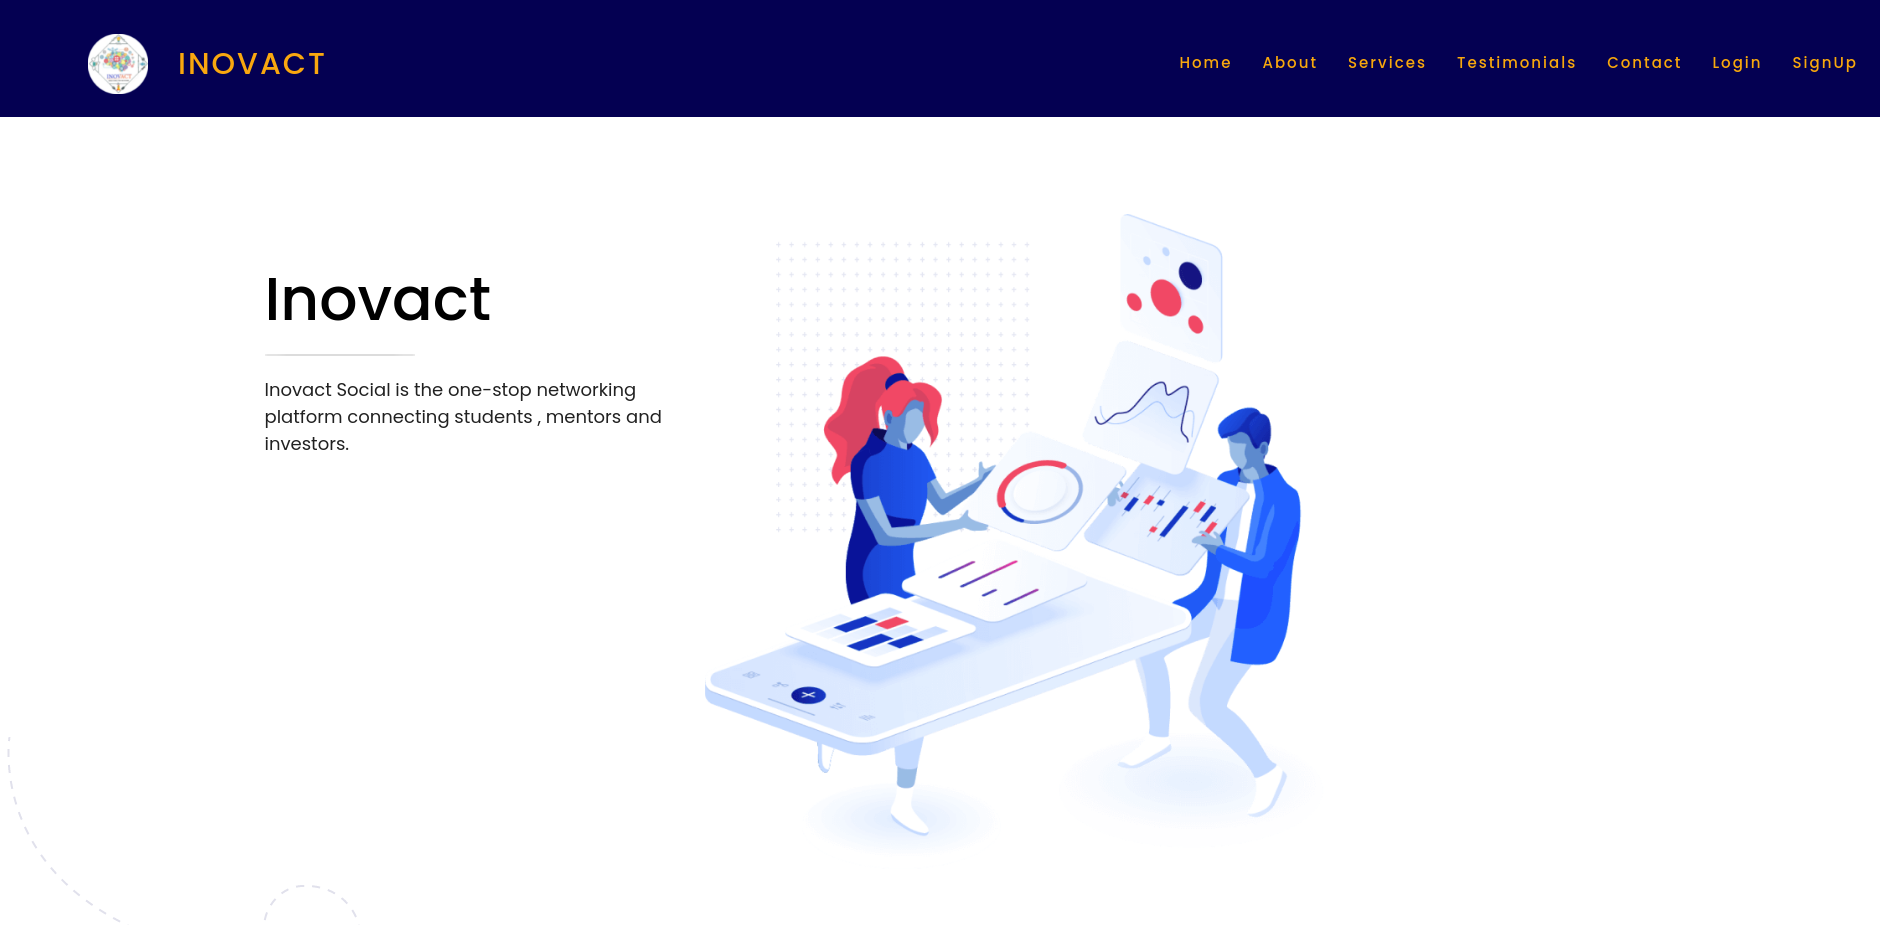 INOVACT
Home About Services Testimonials Contact Login SignUp
Inovact
Inovact Social is the one-stop networking
platform connecting students , mentors and
investors.